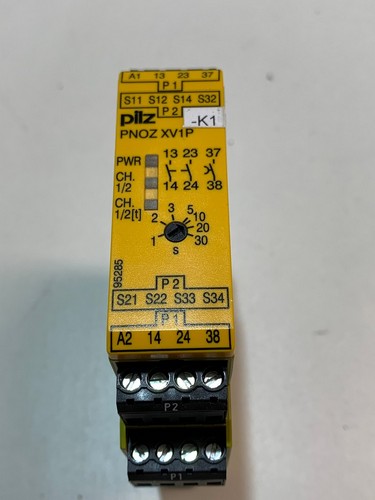 A1 13 23 37
P1
S11 S12 S14 S32
P2
pilz
-K1
PNOZ XV1P
PWR
CH. 1/2
CH. 1/2[t]
13 23 37
14 24 38
1 2 3 5 10 20 30
s
95285
P2
S21 S22 S33 S34
P1
A2 14 24 38
P2
P1